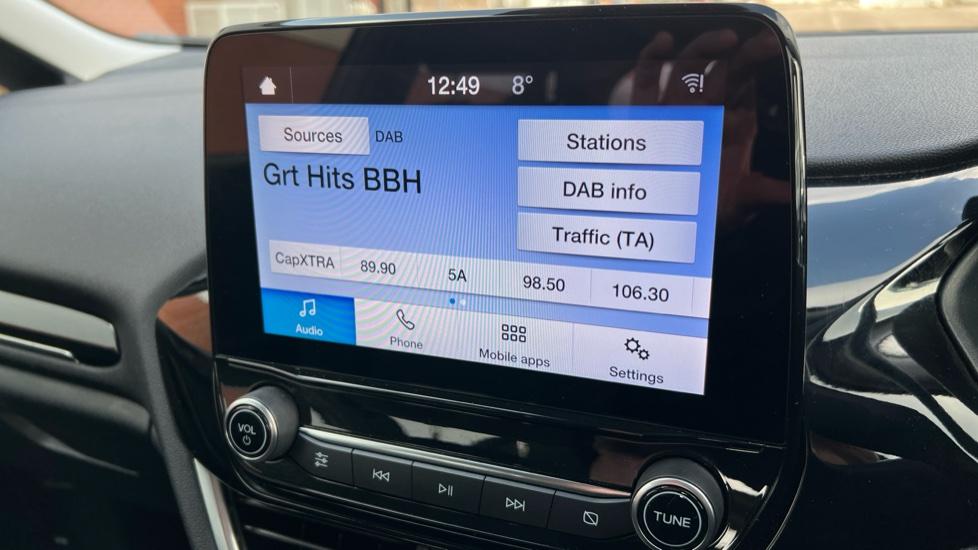 12:49 8°
Sources DAB
Stations
Grt Hits BBH
DAB info
Traffic (TA)
CapXTRA 89.90 5A 98.50 106.30
Audio Phone Mobile apps Settings
VOL
TUNE